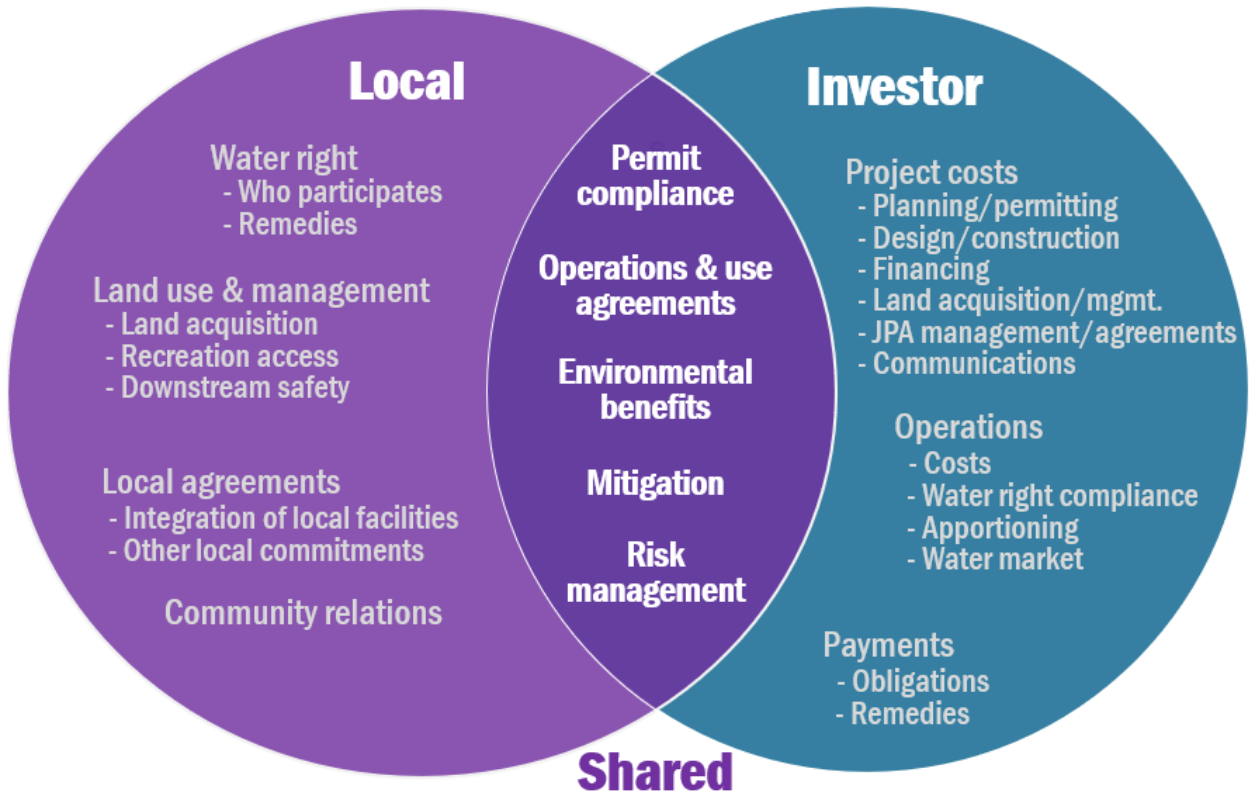 Local
Water right
- Who participates
- Remedies
Land use & management
- Land acquisition
- Recreation access
- Downstream safety
Local agreements
- Integration of local facilities
- Other local commitments
Community relations
Permit
compliance
Operations & use
agreements
Environmental
benefits
Mitigation
Risk
management
Shared
Investor
Project costs
- Planning/permitting
- Design/construction
- Financing
- Land acquisition/mgmt.
- JPA management/agreements
- Communications
Operations
- Costs
- Water right compliance
- Apportioning
- Water market
Payments
- Obligations
- Remedies